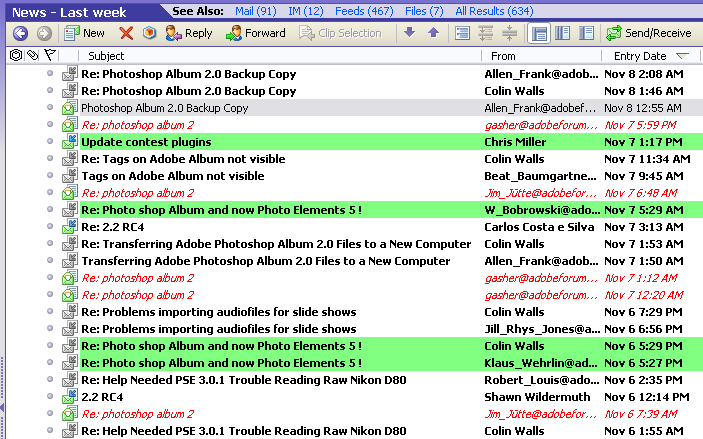 News - Last week See Also: Mail (91) IM (12) Feeds (467) Files (7) All Results (634)
New Reply Forward Clip Selection Send/Receive
Subject From Entry Date
Re: Photoshop Album 2.0 Backup Copy Allen_Frank@adob... Nov 8 2:08 AM
Re: Photoshop Album 2.0 Backup Copy Colin Walls Nov 8 1:46 AM
Photoshop Album 2.0 Backup Copy Allen_Frank@adobef... Nov 8 12:55 AM
Re: photoshop album 2 gasher@adobeforum... Nov 7 5:59 PM
Update contest plugins Chris Miller Nov 7 1:17 PM
Re: Tags on Adobe Album not visible Colin Walls Nov 7 11:34 AM
Tags on Adobe Album not visible Beat_Baumgartne... Nov 7 9:45 AM
Re: photoshop album 2 Jim_Jütte@adobefor... Nov 7 6:48 AM
Re: Photo shop Album and now Photo Elements 5 ! W_Bobrowski@ado... Nov 7 5:29 AM
Re: 2.2 RC4 Carlos Costa e Silva Nov 7 3:13 AM
Re: Transferring Adobe Photoshop Album 2.0 Files to a New Computer Colin Walls Nov 7 1:53 AM
Transferring Adobe Photoshop Album 2.0 Files to a New Computer Allen_Frank@adob... Nov 7 1:50 AM
Re: photoshop album 2 gasher@adobeforum... Nov 7 1:12 AM
Re: photoshop album 2 gasher@adobeforum... Nov 7 12:20 AM
Re: Problems importing audiofiles for slide shows Colin Walls Nov 6 7:29 PM
Re: Problems importing audiofiles for slide shows Jill_Rhys_Jones@a... Nov 6 6:56 PM
Re: Photo shop Album and now Photo Elements 5 ! Colin Walls Nov 6 5:29 PM
Re: Photo shop Album and now Photo Elements 5 ! Klaus_Wehrlin@ad... Nov 6 5:27 PM
Re: Help Needed PSE 3.0.1 Trouble Reading Raw Nikon D80 Robert_Louis@ado... Nov 6 2:35 PM
2.2 RC4 Shawn Wildermuth Nov 6 12:14 PM
Re: photoshop album 2 Jim_Jütte@adobefor... Nov 6 7:39 AM
Re: Help Needed PSE 3.0.1 Trouble Reading Raw Nikon D80 Colin Walls Nov 6 1:55 AM